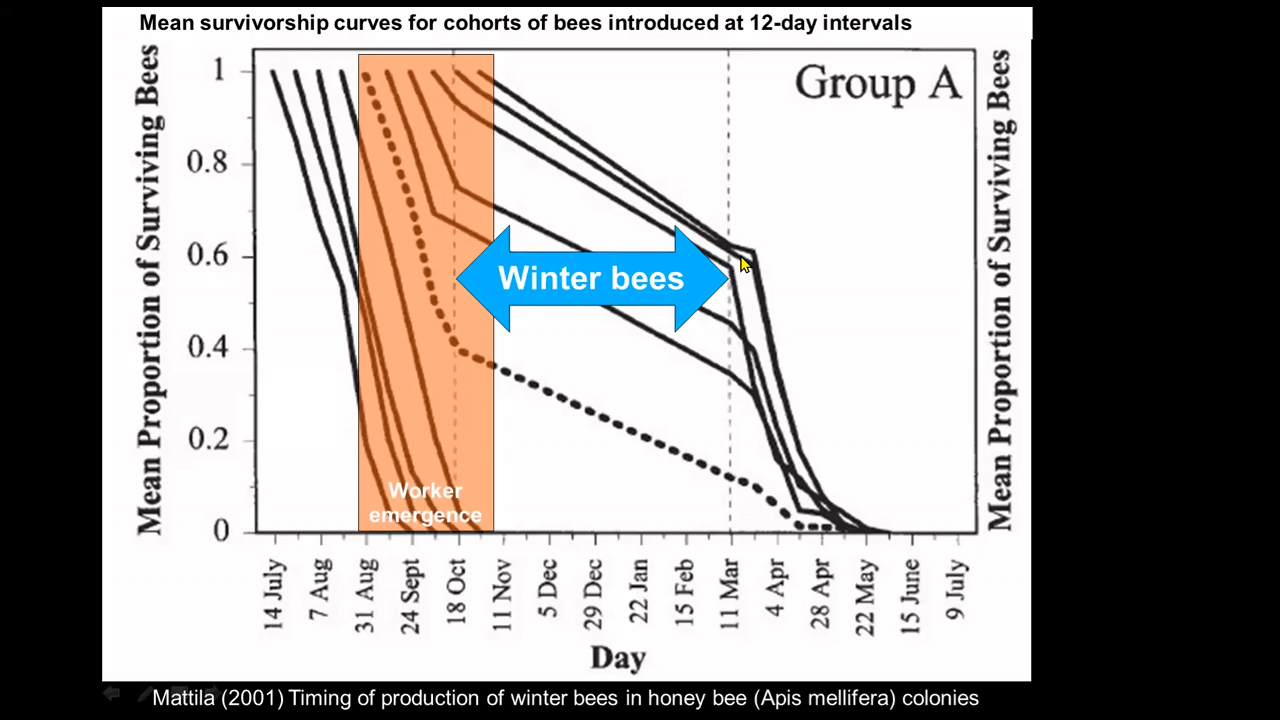 Mean survivorship curves for cohorts of bees introduced at 12-day intervals
Group A
Mean Proportion of Surviving Bees
1
0.8
0.6
0.4
0.2
0
Winter bees
Worker
emergence
Mean Proportion of Surviving Bees
14 July
7 Aug
31 Aug
24 Sept
18 Oct
11 Nov
5 Dec
29 Dec
22 Jan
15 Feb
11 Mar
4 Apr
28 Apr
22 May
15 June
9 July
Day
Mattila (2001) Timing of production of winter bees in honey bee (Apis mellifera) colonies